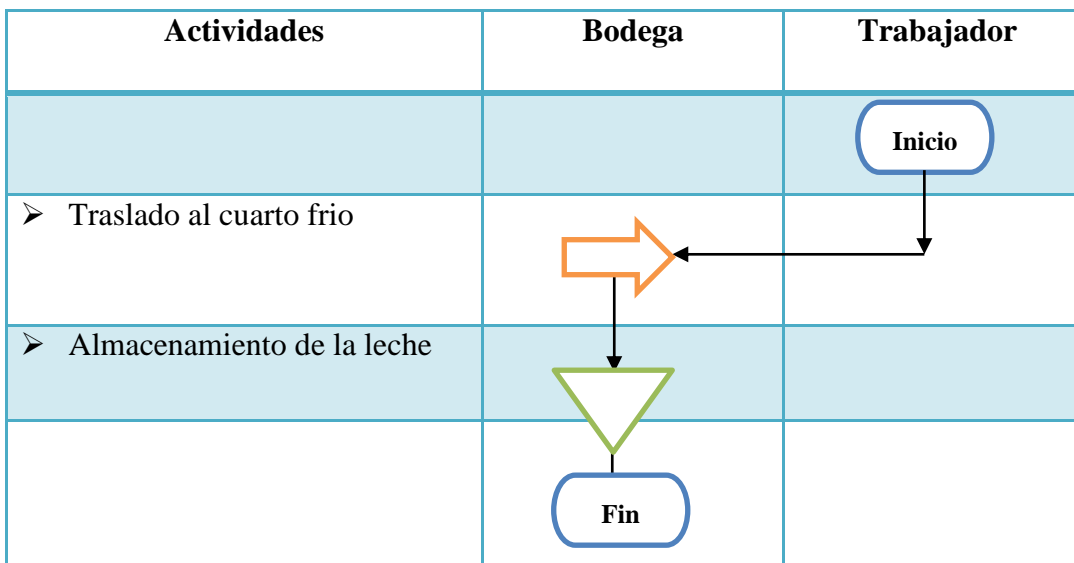 Actividades Bodega Trabajador
Inicio
➢ Traslado al cuarto frio
➢ Almacenamiento de la leche
Fin